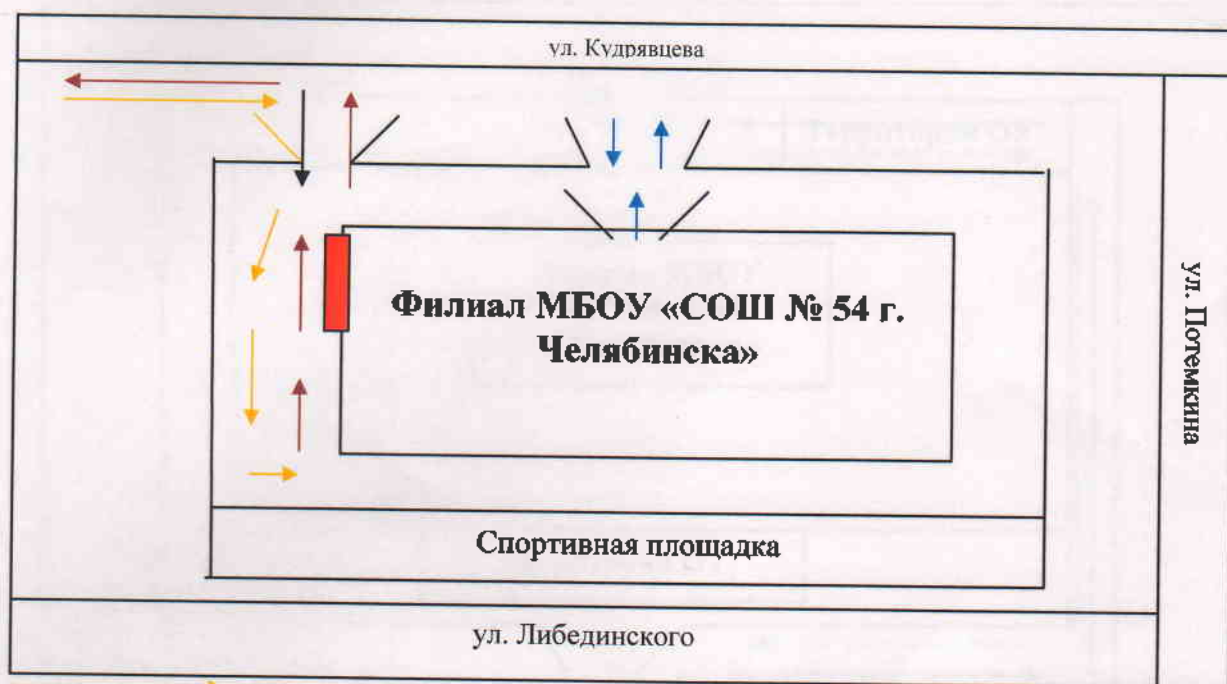 ул. Кудрявцева
Филиал МБОУ «СОШ № 54 г.
Челябинска»
ул. Потемкина
Спортивная площадка
ул. Либединского